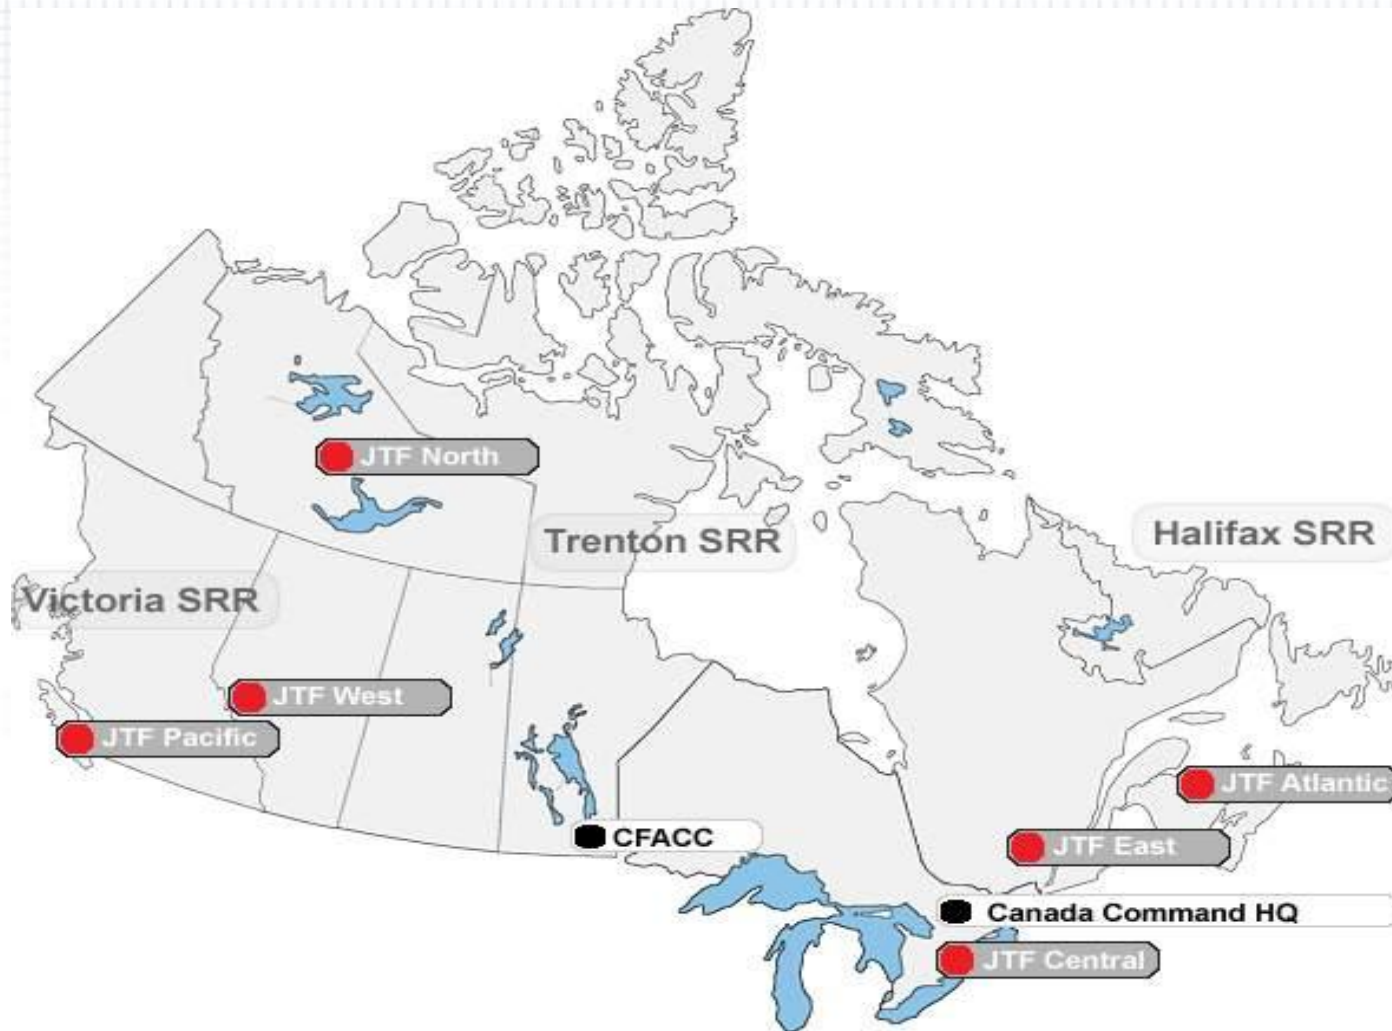 JTF North
Trenton SRR
Halifax SRR
Victoria SRR
JTF West
JTF Pacific
JTF Atlantic
CFACC
JTF East
Canada Command HQ
JTF Central